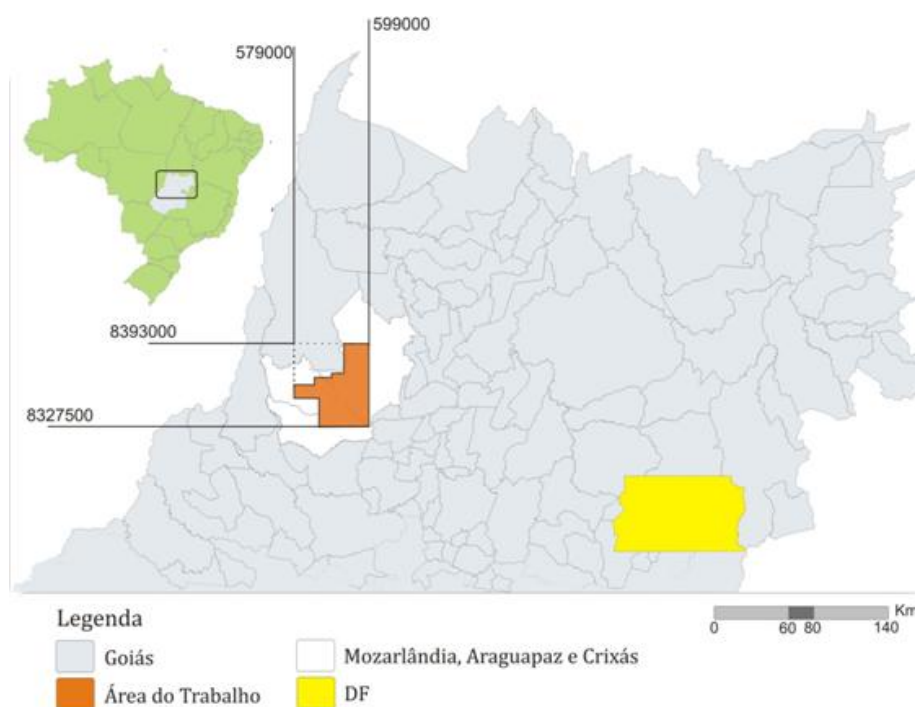 599000
579000
8393000
8327500
Km
0 60 80 140
Legenda
Goiás
Mozarlândia, Araguapaz e Crixás
Área do Trabalho
DF